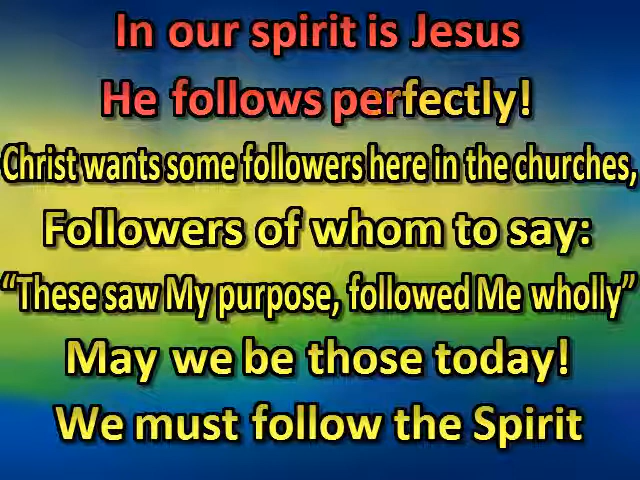 In our spirit is Jesus
He follows perfectly!
Christ wants some followers here in the churches,
Followers of whom to say:
“These saw My purpose, followed Me wholly”
May we be those today!
We must follow the Spirit